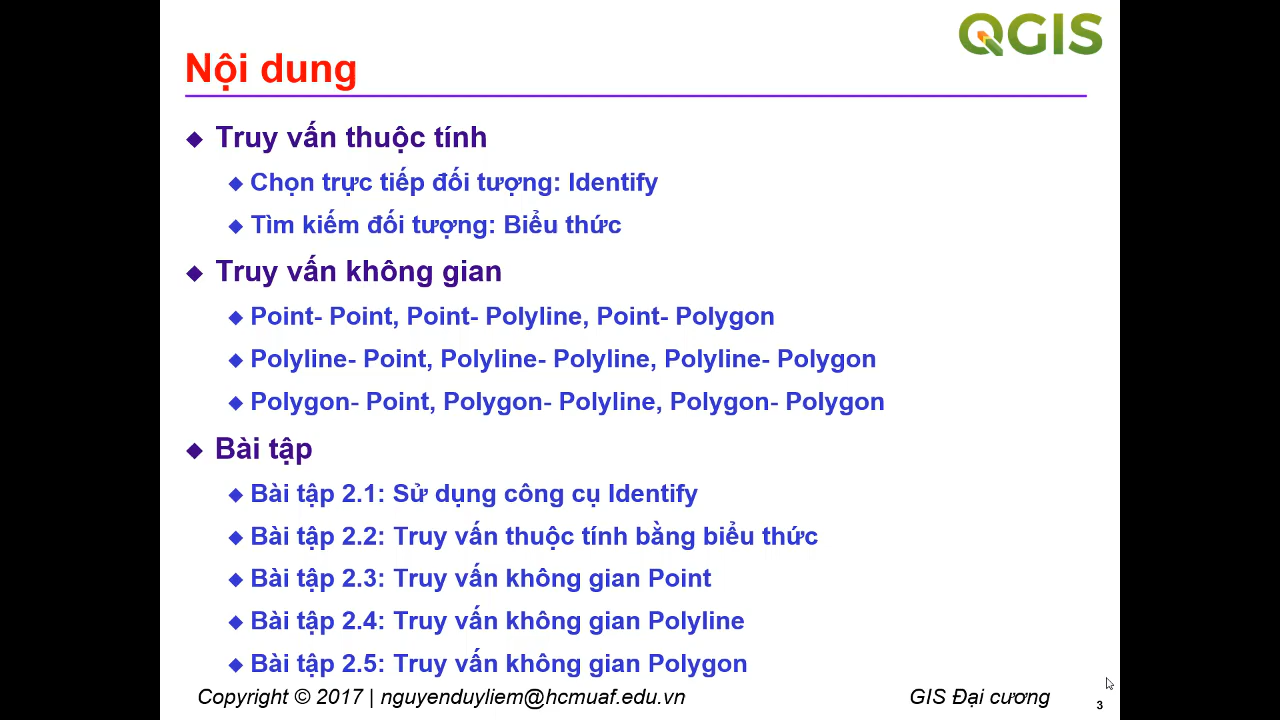 QGIS
Nội dung
Truy vấn thuộc tính
Chọn trực tiếp đối tượng: Identify
Tìm kiếm đối tượng: Biểu thức
Truy vấn không gian
Point- Point, Point- Polyline, Point- Polygon
Polyline- Point, Polyline- Polyline, Polyline- Polygon
Polygon- Point, Polygon- Polyline, Polygon- Polygon
Bài tập
Bài tập 2.1: Sử dụng công cụ Identify
Bài tập 2.2: Truy vấn thuộc tính bằng biểu thức
Bài tập 2.3: Truy vấn không gian Point
Bài tập 2.4: Truy vấn không gian Polyline
Bài tập 2.5: Truy vấn không gian Polygon
Copyright © 2017 | nguyenduyliem@hcmuaf.edu.vn GIS Đại cương 3